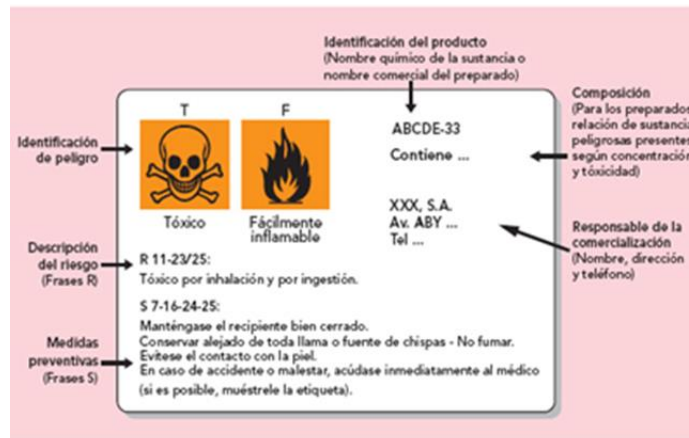 Identificación del producto
(Nombre químico de la sustancia o
nombre comercial del preparado)
Composición
(Para los preparados
relación de sustancia
peligrosas presentes
según concentración
y tóxicidad)
Identificación
de peligro
T
F
Tóxico
Fácilmente
inflamable
ABCDE-33
Contiene ...
XXX, S.A.
Av. ABY ...
Tel ...
Responsable de la
comercialización
(Nombre, dirección
y teléfono)
Descripción
del riesgo
(Frases R)
R 11-23/25:
Tóxico por inhalación y por ingestión.
S 7-16-24-25:
Manténgase el recipiente bien cerrado.
Conservar alejado de toda llama o fuente de chispas - No fumar.
Evítese el contacto con la piel.
En caso de accidente o malestar, acúdase inmediatamente al médico
(si es posible, muéstrele la etiqueta).
Medidas
preventivas
(Frases S)